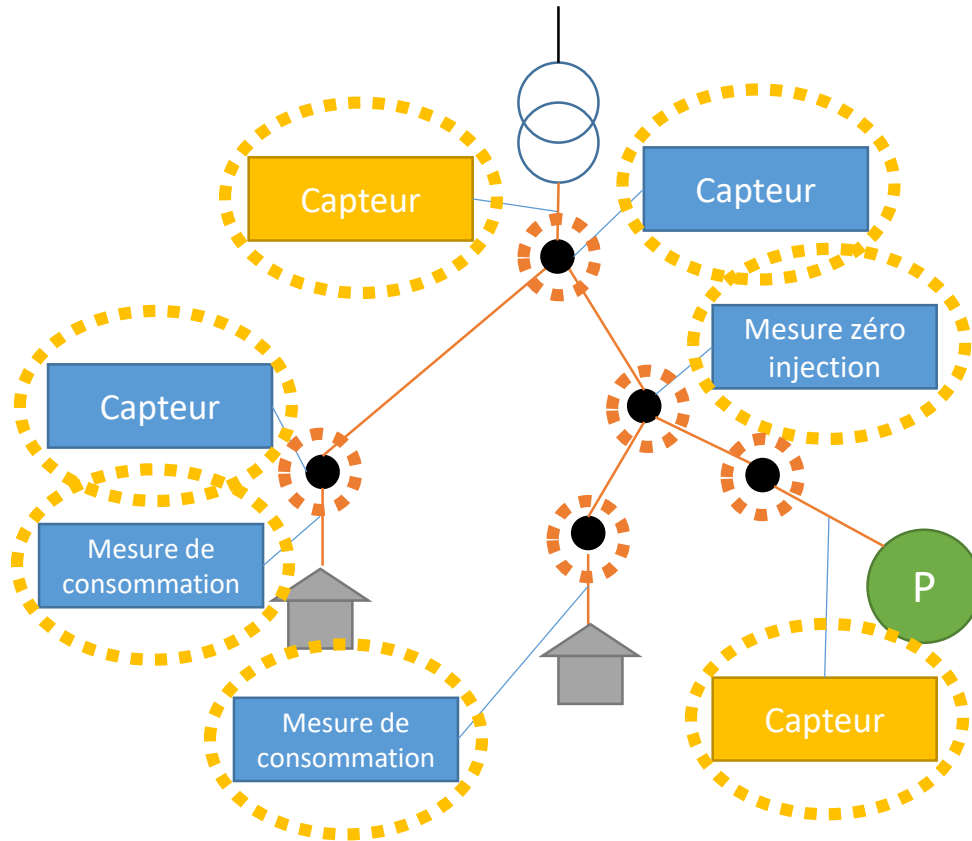 Capteur
Capteur
Mesure zéro
injection
Capteur
Mesure de
consommation
P
Mesure de
consommation
Capteur